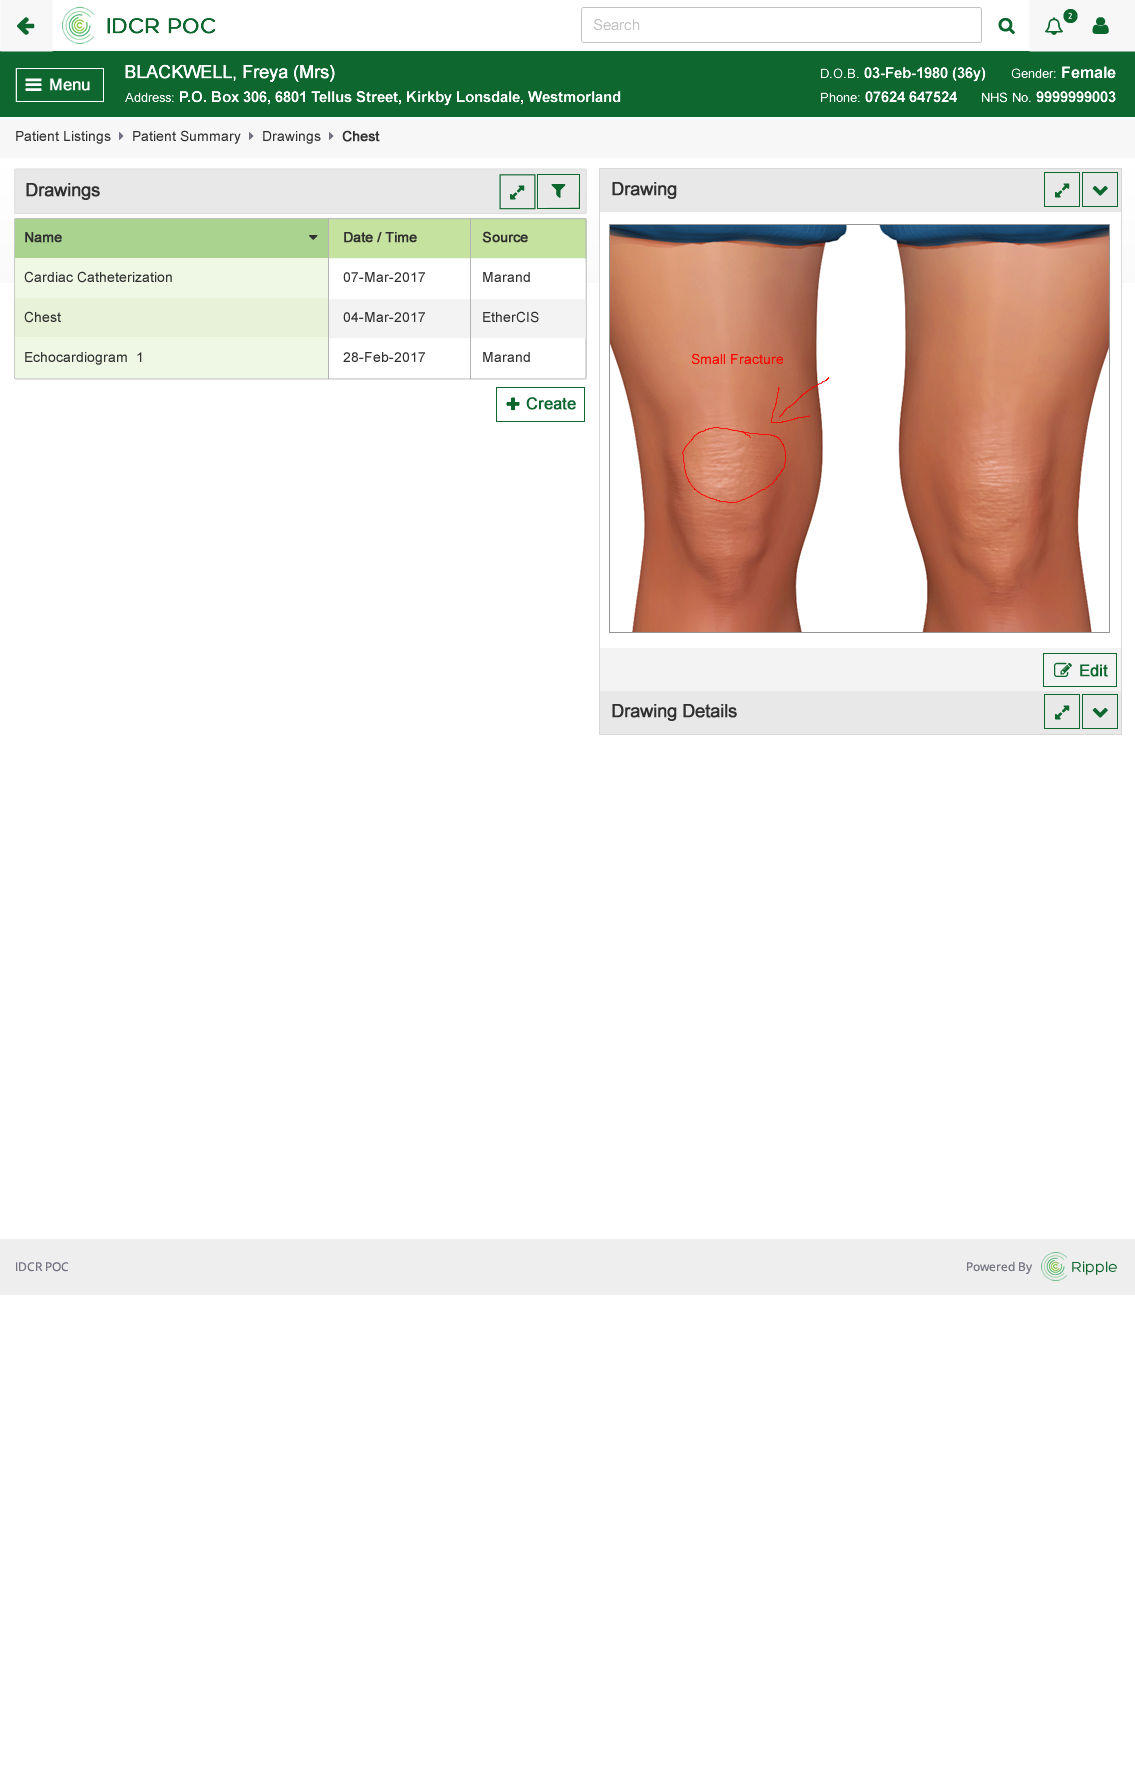 IDCR POC
Search
2
Menu
BLACKWELL, Freya (Mrs)
D.O.B. 03-Feb-1980 (36y) Gender: Female
Address: P.O. Box 306, 6801 Tellus Street, Kirkby Lonsdale, Westmorland
Phone: 07624 647524 NHS No. 9999999003
Patient Listings Patient Summary Drawings Chest
Drawings
Name Date / Time Source
Cardiac Catheterization 07-Mar-2017 Marand
Chest 04-Mar-2017 EtherCIS
Echocardiogram 1 28-Feb-2017 Marand
Create
Drawing
Small Fracture
Edit
Drawing Details
IDCR POC
Powered By Ripple